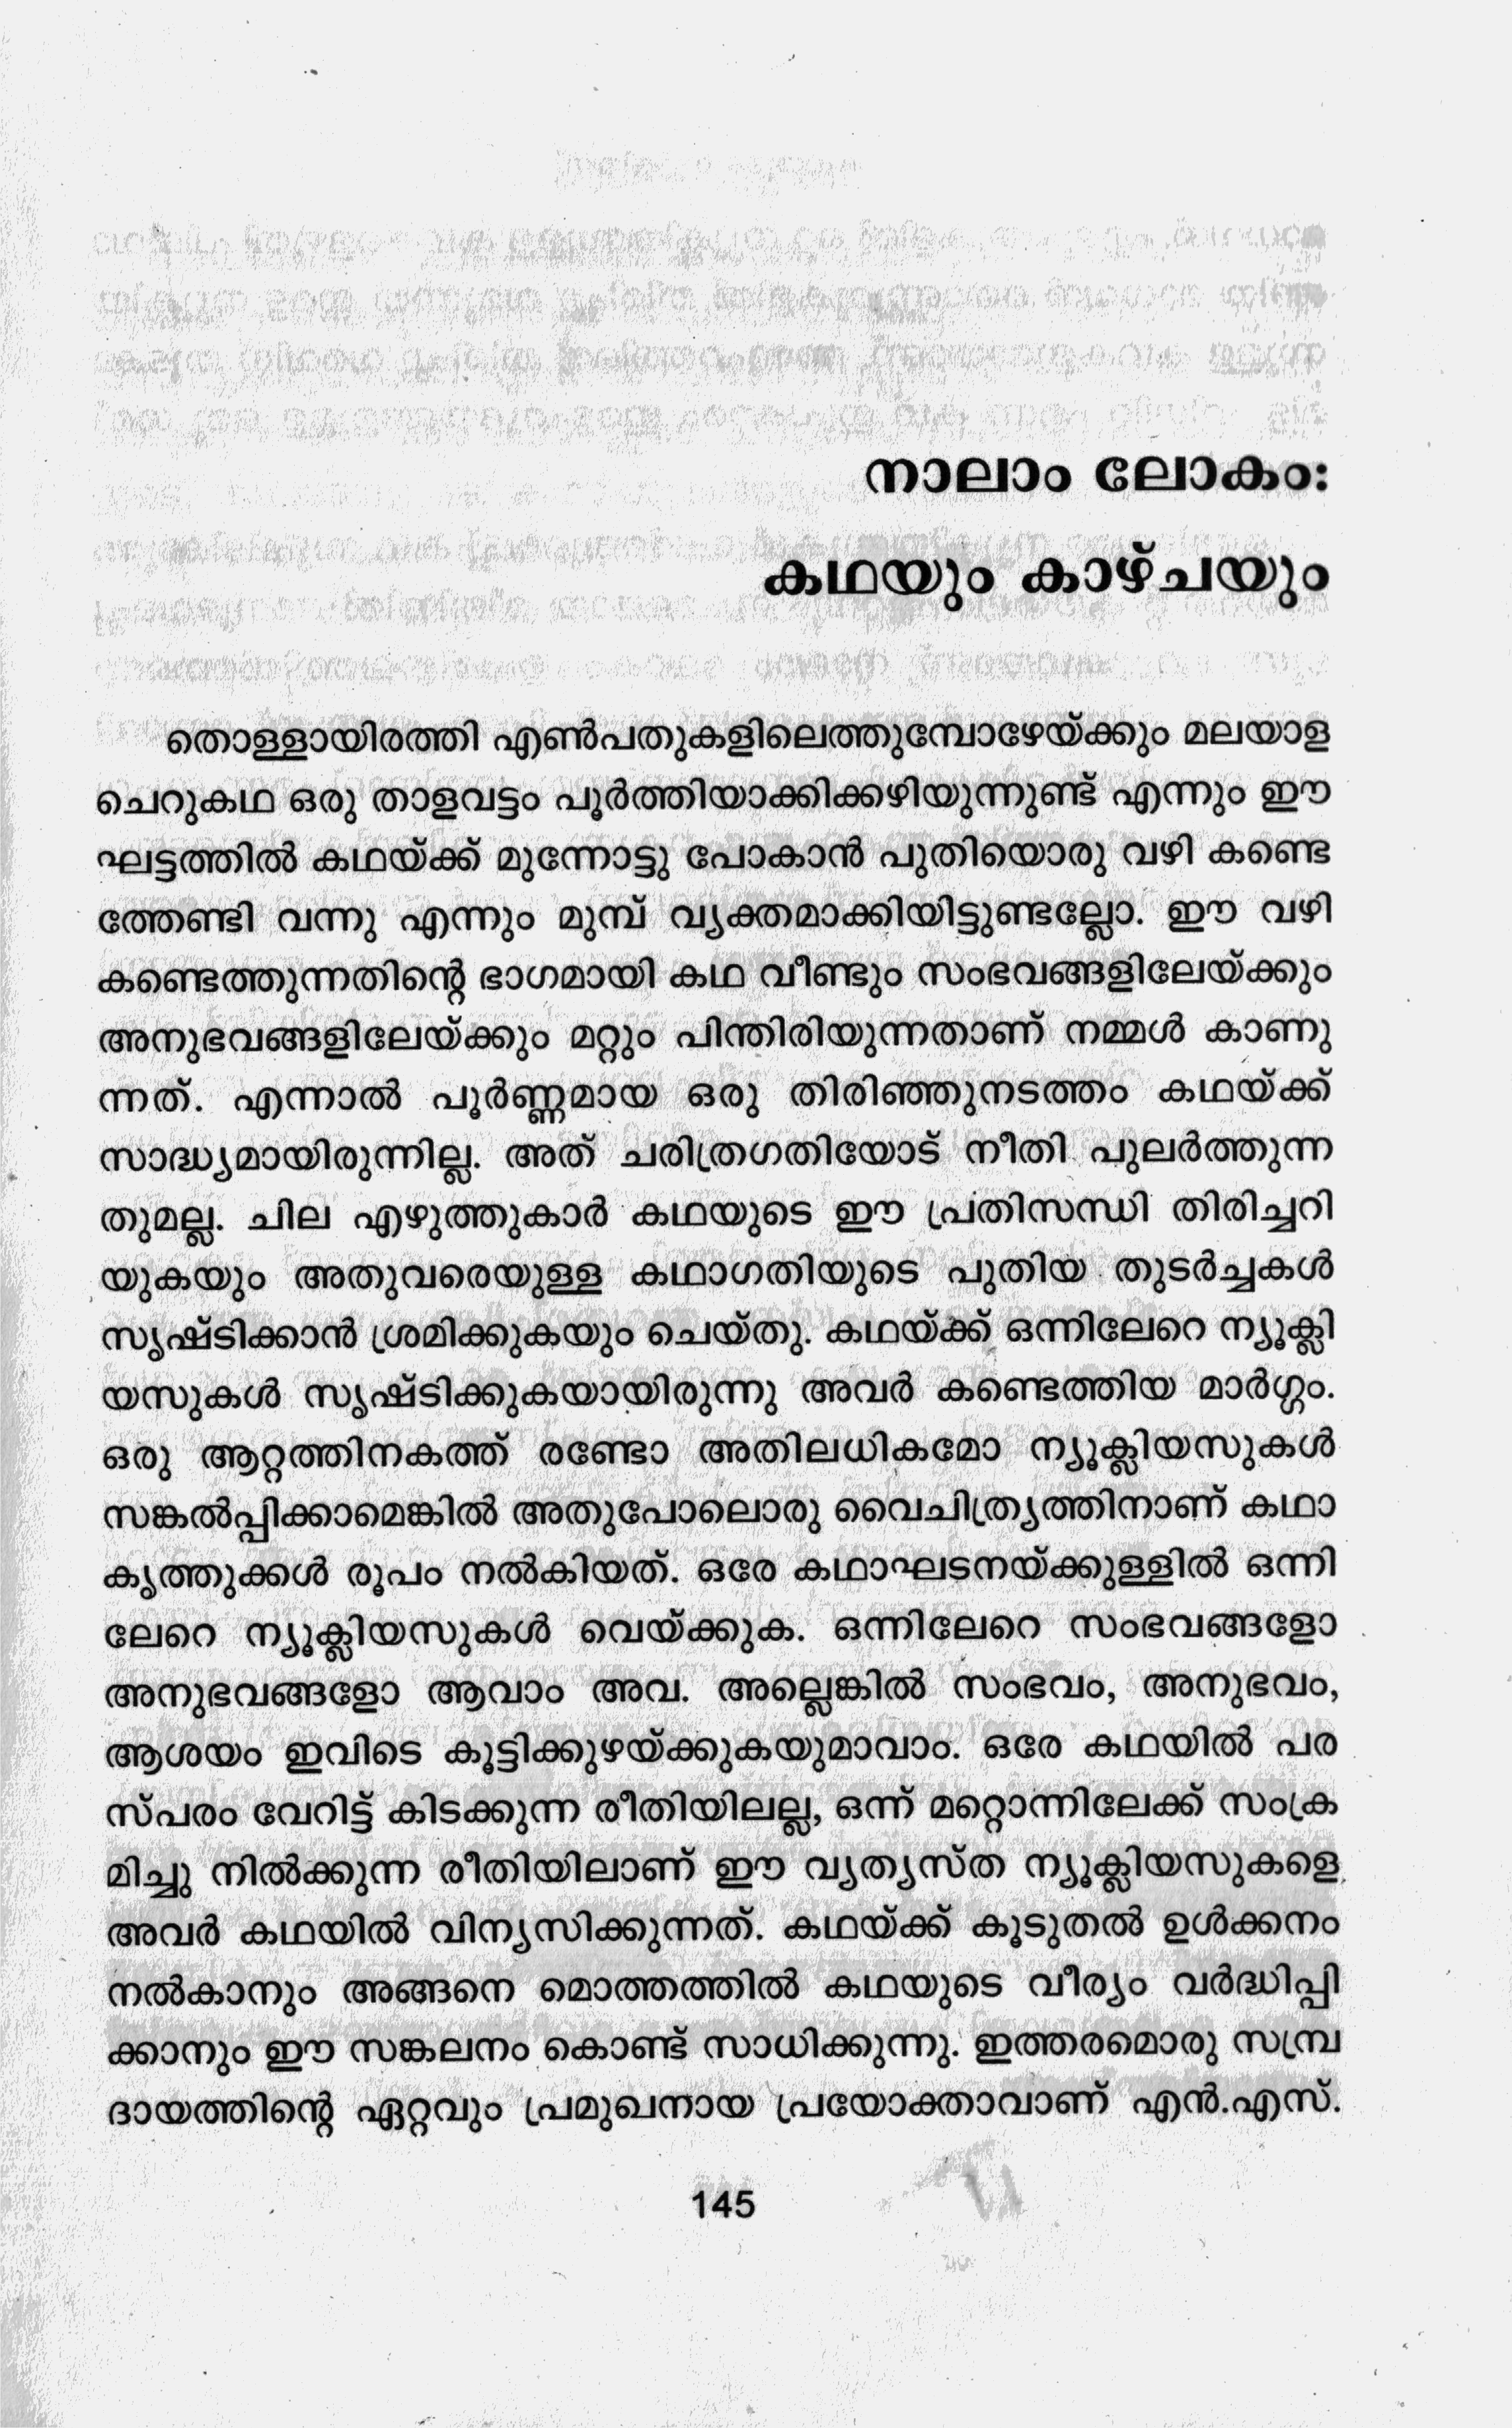 നാലാം ലോകം:
കഥയും കാഴ്ചയും
തൊള്ളായിരത്തി എൺപതുകളിലെത്തുമ്പോഴേയ്ക്കും മലയാള
ചെറുകഥ ഒരു താളവട്ടം പൂർത്തിയാക്കിക്കഴിയുന്നുണ്ട് എന്നും ഈ
ഘട്ടത്തിൽ കഥയ്ക്ക് മുന്നോട്ടു പോകാൻ പുതിയൊരു വഴി കണ്ടെ
ത്തേണ്ടി വന്നു എന്നും മുമ്പ് വ്യക്തമാക്കിയിട്ടുണ്ടല്ലോ. ഈ വഴി
കണ്ടെത്തുന്നതിന്റെ ഭാഗമായി കഥ വീണ്ടും സംഭവങ്ങളിലേയ്ക്കും
അനുഭവങ്ങളിലേയ്ക്കും മറ്റും പിന്തിരിയുന്നതാണ് നമ്മൾ കാണു
ന്നത്. എന്നാൽ പൂർണ്ണമായ ഒരു തിരിഞ്ഞുനടത്തം കഥയ്ക്ക്
സാദ്ധ്യമായിരുന്നില്ല. അത് ചരിത്രഗതിയോട് നീതി പുലർത്തുന്ന
തുമല്ല. ചില എഴുത്തുകാർ കഥയുടെ ഈ പ്രതിസന്ധി തിരിച്ചറി
യുകയും അതുവരെയുള്ള കഥാഗതിയുടെ പുതിയ തുടർച്ചകൾ
സൃഷ്ടിക്കാൻ ശ്രമിക്കുകയും ചെയ്തു. കഥയ്ക്ക് ഒന്നിലേറെ ന്യൂക്ലി
യസുകൾ സൃഷ്ടിക്കുകയായിരുന്നു അവർ കണ്ടെത്തിയ മാർഗ്ഗം.
ഒരു ആറ്റത്തിനകത്ത് രണ്ടോ അതിലധികമോ ന്യൂക്ലിയസുകൾ
സങ്കൽപ്പിക്കാമെങ്കിൽ അതുപോലൊരു വൈചിത്ര്യത്തിനാണ് കഥാ
കൃത്തുക്കൾ രൂപം നൽകിയത്. ഒരേ കഥാഘടനയ്ക്കുള്ളിൽ ഒന്നി
ലേറെ ന്യൂക്ലിയസുകൾ വെയ്ക്കുക. ഒന്നിലേറെ സംഭവങ്ങളോ
അനുഭവങ്ങളോ ആവാം അവ. അല്ലെങ്കിൽ സംഭവം, അനുഭവം,
ആശയം ഇവിടെ കൂട്ടിക്കുഴയ്ക്കുകയുമാവാം. ഒരേ കഥയിൽ പര
സ്പരം വേറിട്ട് കിടക്കുന്ന രീതിയിലല്ല, ഒന്ന് മറ്റൊന്നിലേക്ക് സംക്ര
മിച്ചു നിൽക്കുന്ന രീതിയിലാണ് ഈ വ്യത്യസ്ത ന്യൂക്ലിയസുകളെ
അവർ കഥയിൽ വിന്യസിക്കുന്നത്. കഥയ്ക്ക് കൂടുതൽ ഉൾക്കനം
നൽകാനും അങ്ങനെ മൊത്തത്തിൽ കഥയുടെ വീര്യം വർദ്ധിപ്പി
ക്കാനും ഈ സങ്കലനം കൊണ്ട് സാധിക്കുന്നു. ഇത്തരമൊരു സമ്പ്ര
ദായത്തിന്റെ ഏറ്റവും പ്രമുഖനായ പ്രയോക്താവാണ് എൻ.എസ്.
145